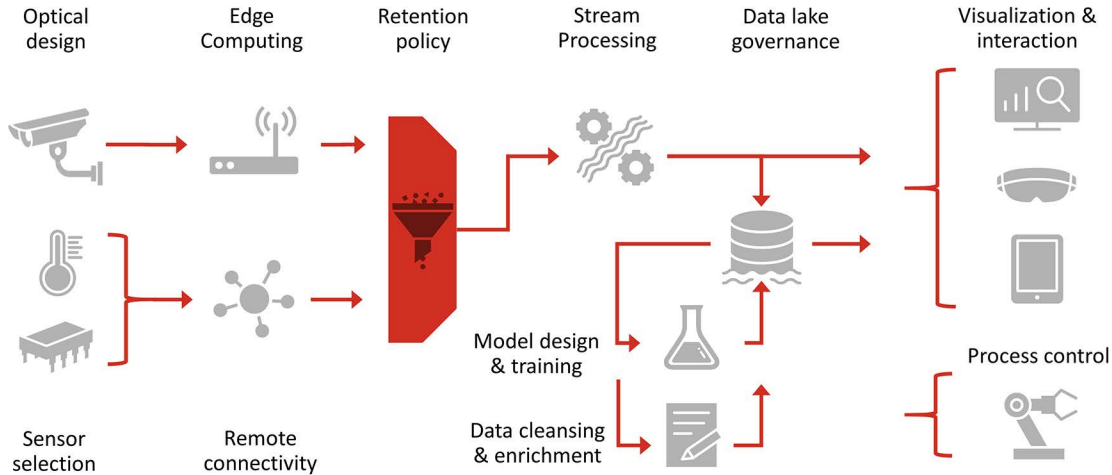 Optical
design
Edge
Computing
Retention
policy
Stream
Processing
Data lake
governance
Visualization &
interaction
Model design
& training
Process control
Data cleansing
& enrichment
Sensor
selection
Remote
connectivity